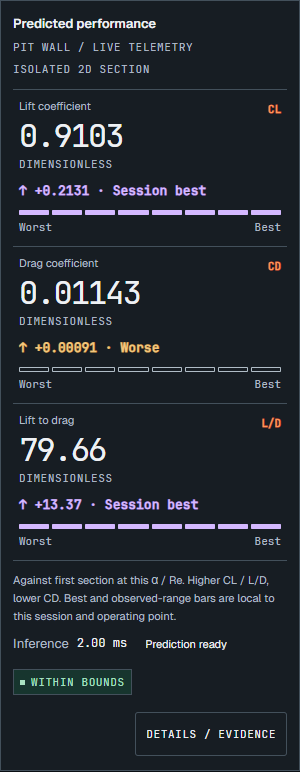 Predicted performance
PIT WALL / LIVE TELEMETRY
ISOLATED 2D SECTION
Lift coefficient CL
0.9103
DIMENSIONLESS
↑ +0.2131 · Session best
Worst Best
Drag coefficient CD
0.01143
DIMENSIONLESS
↑ +0.00091 · Worse
Worst Best
Lift to drag L/D
79.66
DIMENSIONLESS
↑ +13.37 · Session best
Worst Best
Against first section at this α / Re. Higher CL / L/D,
lower CD. Best and observed-range bars are local to
this session and operating point.
Inference 2.00 ms Prediction ready
WITHIN BOUNDS
DETAILS / EVIDENCE